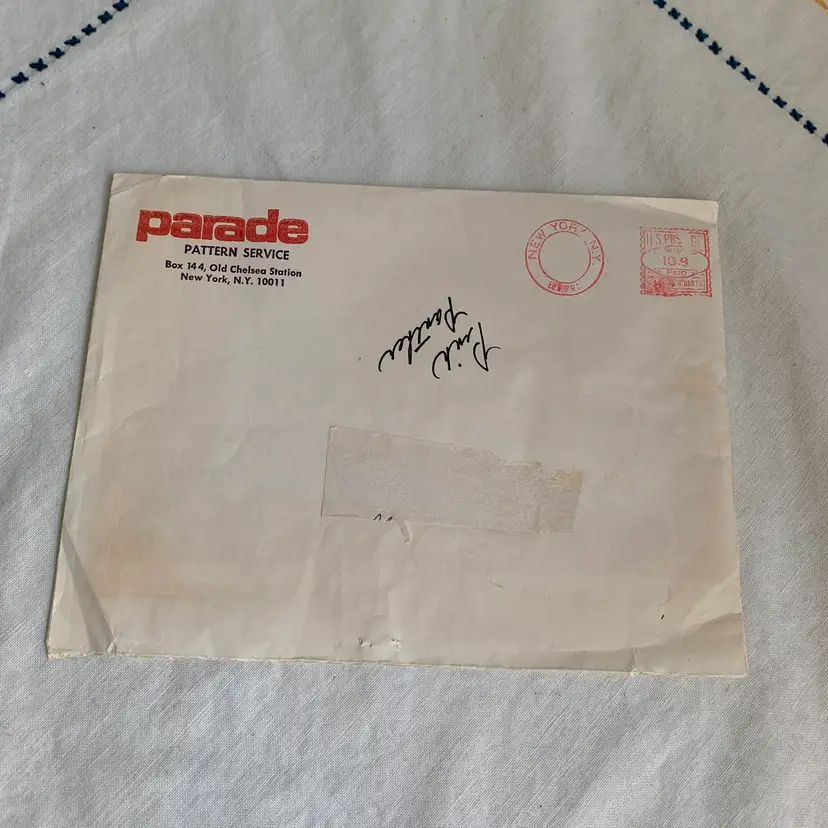 parade
PATTERN SERVICE
Box 144, Old Chelsea Station
New York, N.Y. 10011
NEW YORK, N.Y.
PAID
Pink
Panther